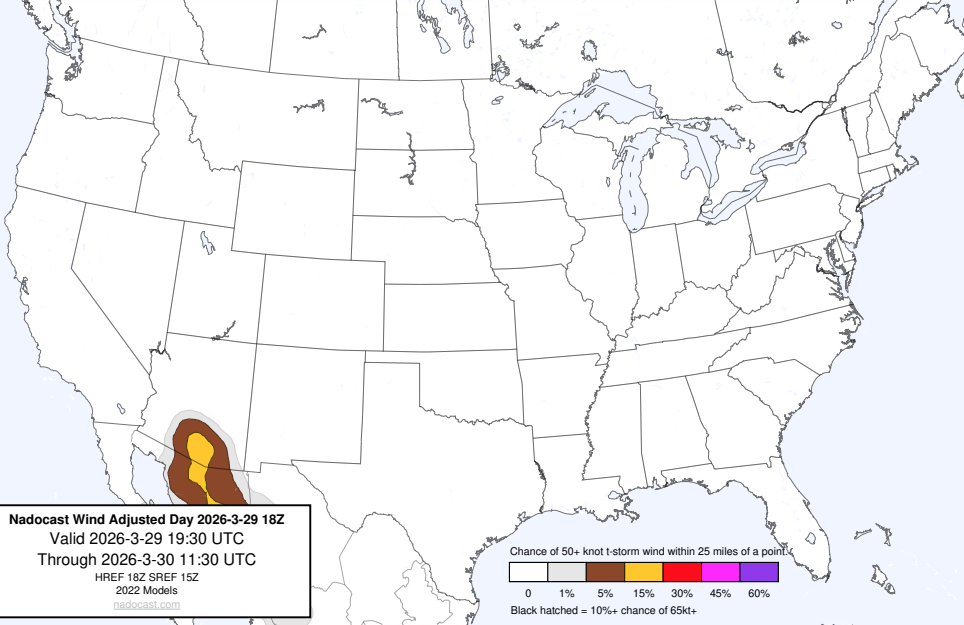 Nadocast Wind Adjusted Day 2026-3-29 18Z
Valid 2026-3-29 19:30 UTC
Through 2026-3-30 11:30 UTC
HREF 18Z SREF 15Z
2022 Models
nadocast.com
Chance of 50+ knot t-storm wind within 25 miles of a point.
0 1% 5% 15% 30% 45% 60%
Black hatched = 10%+ chance of 65kt+